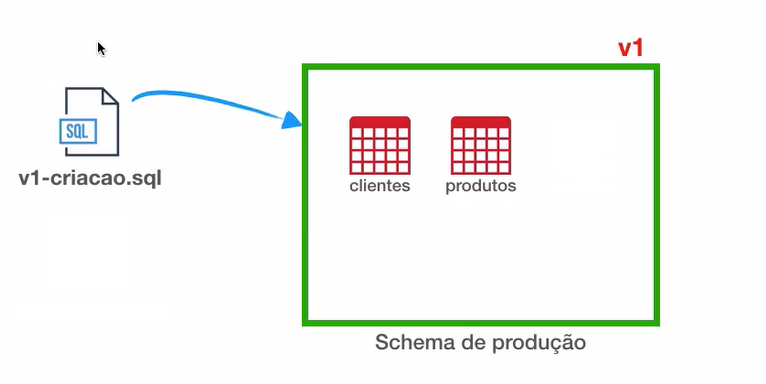 v1
SQL
v1-criacao.sql
clientes
produtos
Schema de produção